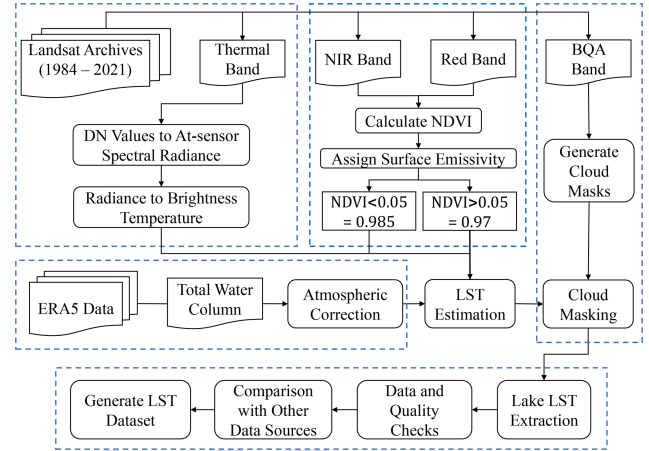 Landsat Archives
(1984 – 2021)
Thermal
Band
NIR Band
Red Band
BQA
Band
Calculate NDVI
DN Values to At-sensor
Spectral Radiance
Assign Surface Emissivity
Generate
Cloud
Masks
Radiance to Brightness
Temperature
NDVI<0.05
= 0.985
NDVI>0.05
= 0.97
ERA5 Data
Total Water
Column
Atmospheric
Correction
LST
Estimation
Cloud
Masking
Generate LST
Dataset
Comparison
with Other
Data Sources
Data and
Quality
Checks
Lake LST
Extraction